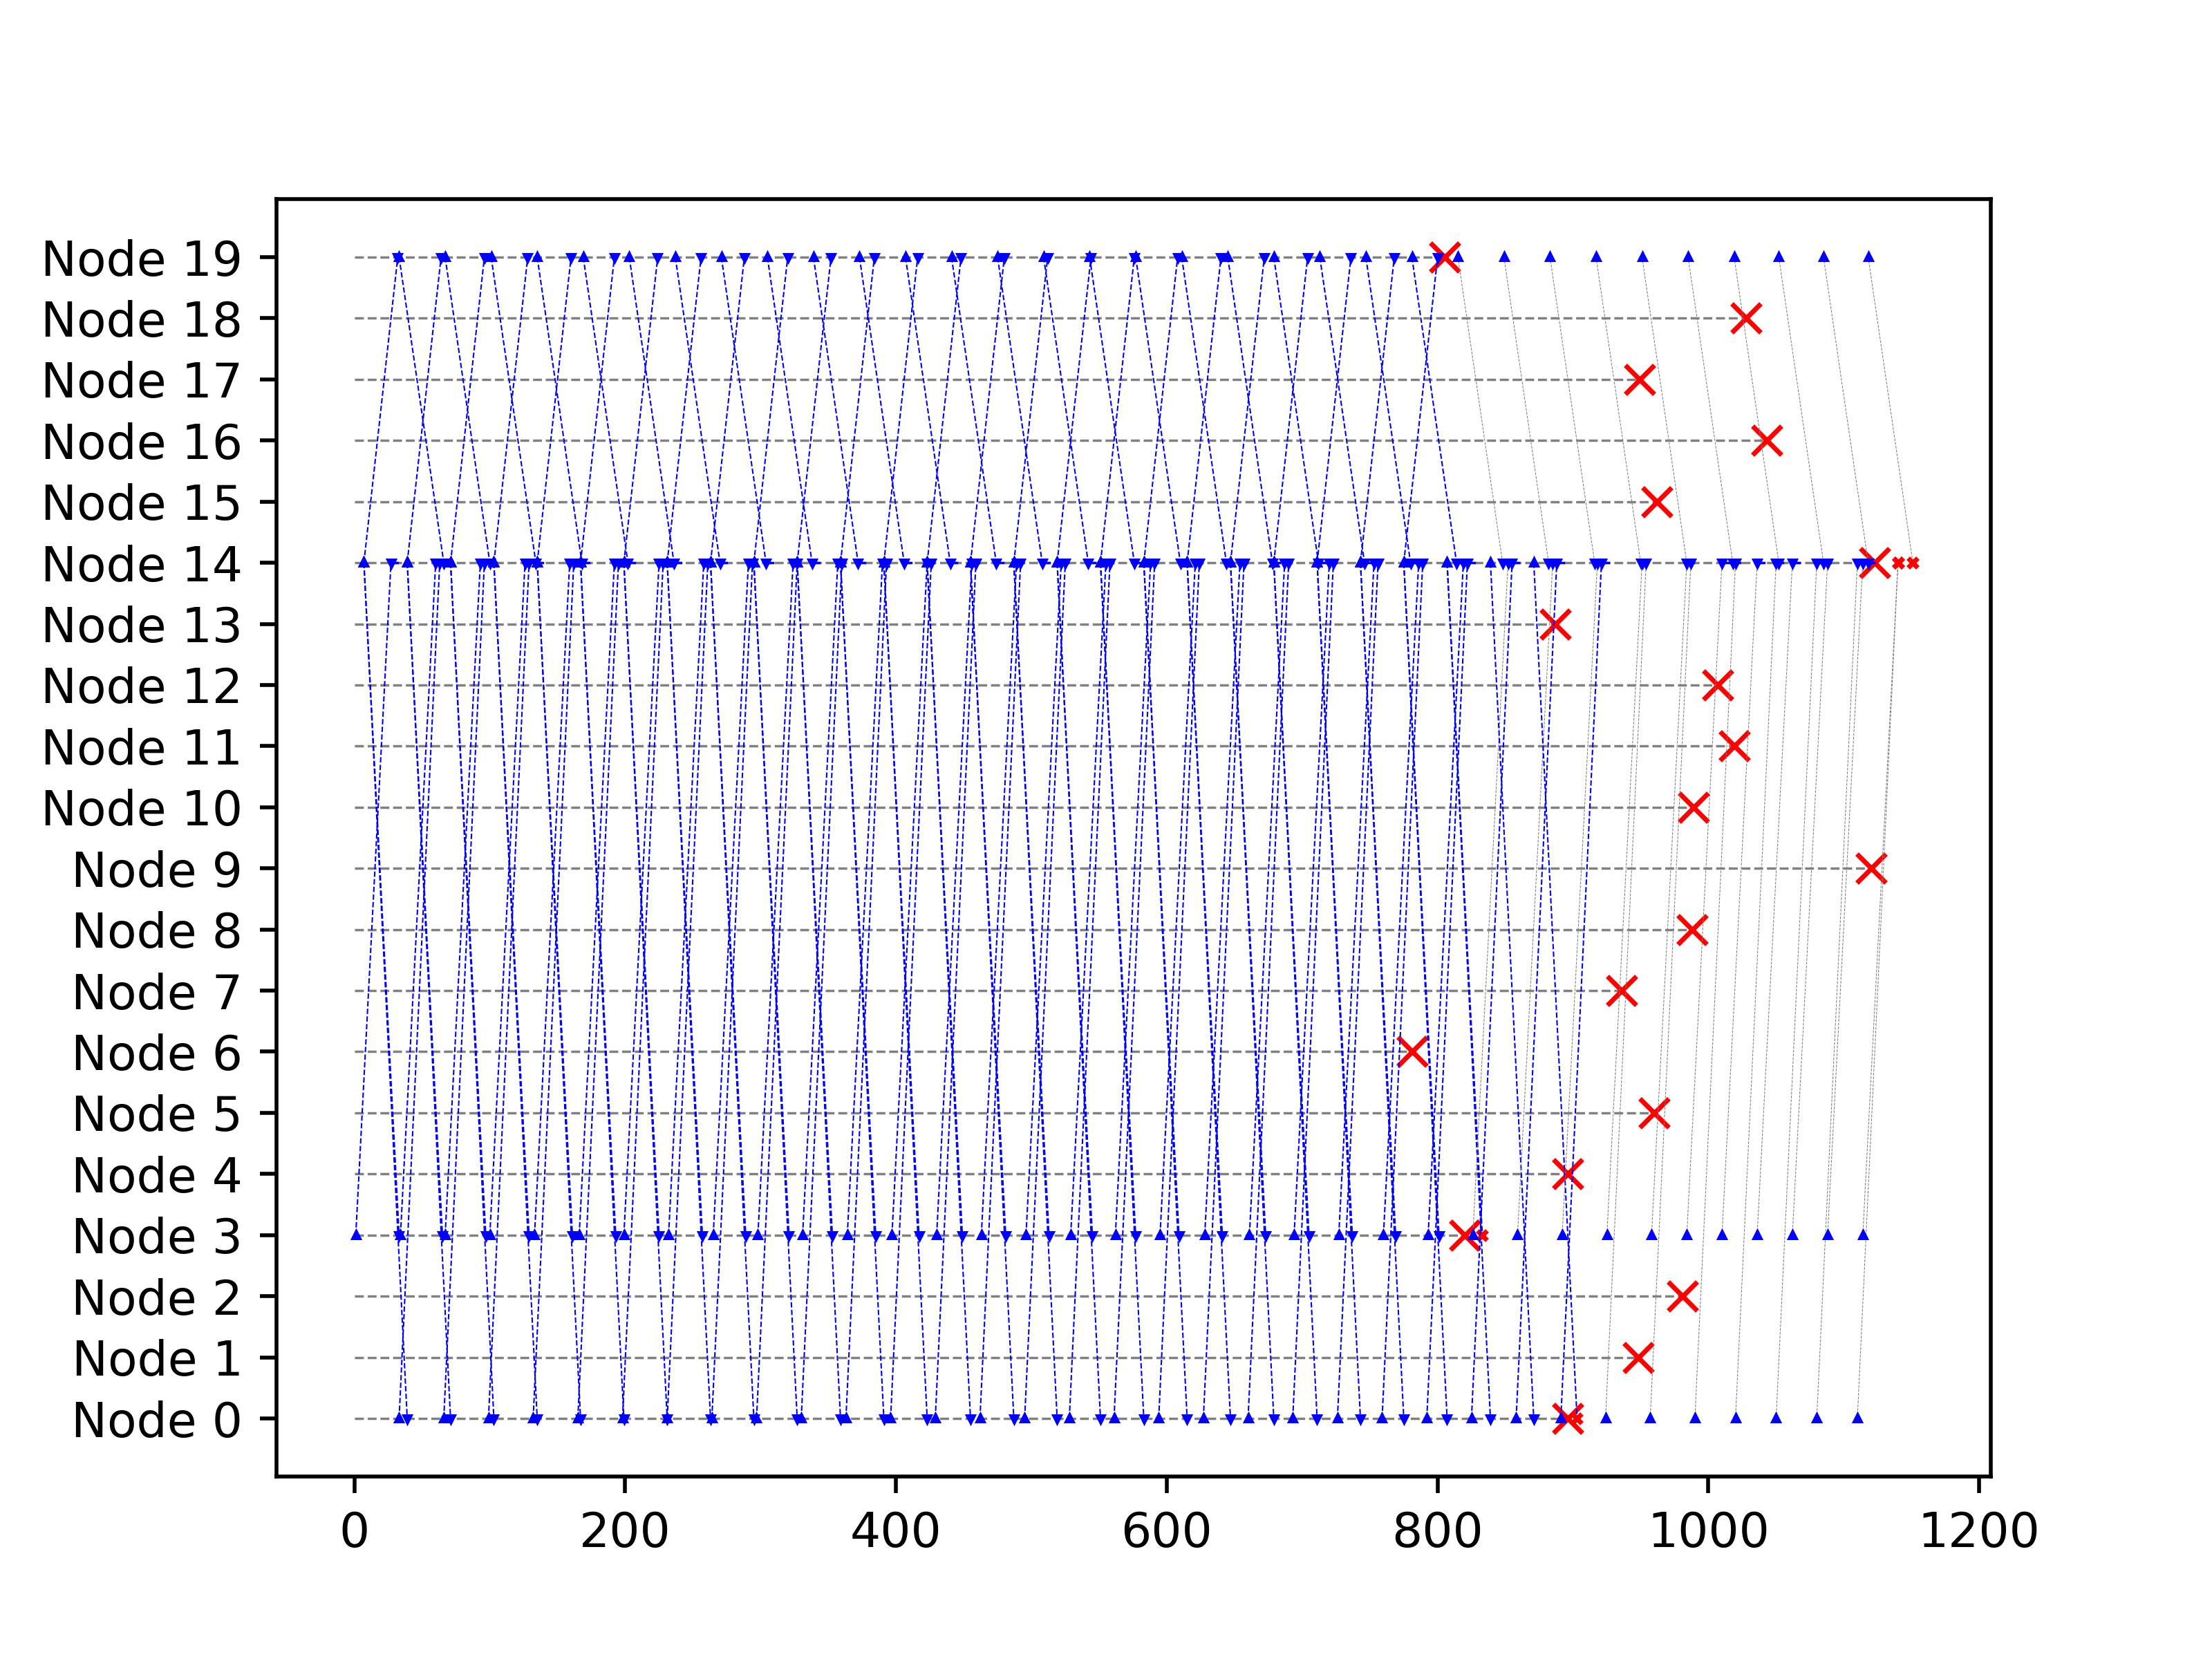 Node 19
Node 18
Node 17
Node 16
Node 15
Node 14
Node 13
Node 12
Node 11
Node 10
Node 9
Node 8
Node 7
Node 6
Node 5
Node 4
Node 3
Node 2
Node 1
Node 0
0 200 400 600 800 1000 1200